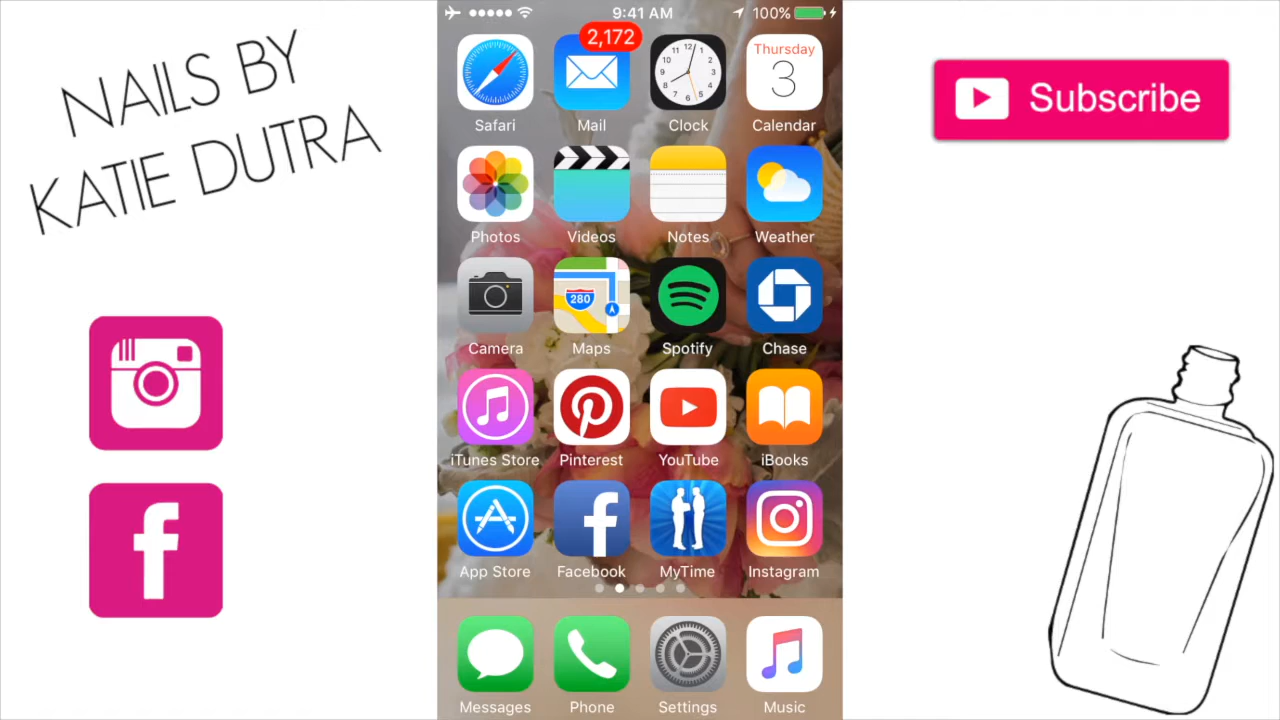 NAILS BY
KATIE DUTRA
Subscribe
9:41 AM
100%
2,172
Thursday
3
Safari
Mail
Clock
Calendar
Photos
Videos
Notes
Weather
280
Camera
Maps
Spotify
Chase
iTunes Store
Pinterest
YouTube
iBooks
App Store
Facebook
MyTime
Instagram
Messages
Phone
Settings
Music